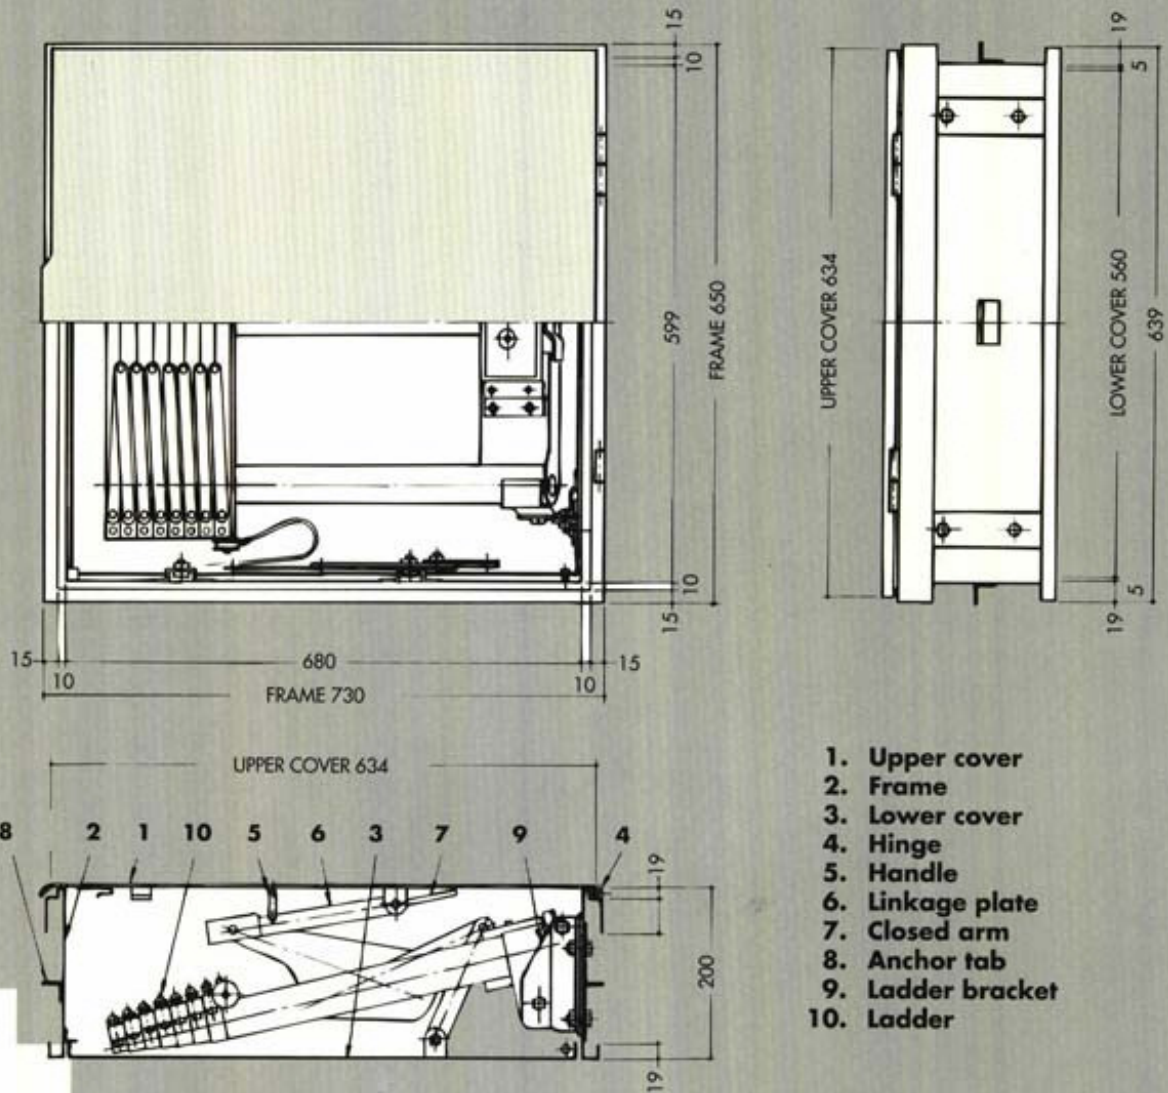 15
10
599
FRAME 650
10
15
15
10
680
10
15
FRAME 730
UPPER COVER 634
19
5
LOWER COVER 560
639
5
19
UPPER COVER 634
8
2
1
10
5
6
3
7
9
4
19
200
19
1. Upper cover
2. Frame
3. Lower cover
4. Hinge
5. Handle
6. Linkage plate
7. Closed arm
8. Anchor tab
9. Ladder bracket
10. Ladder